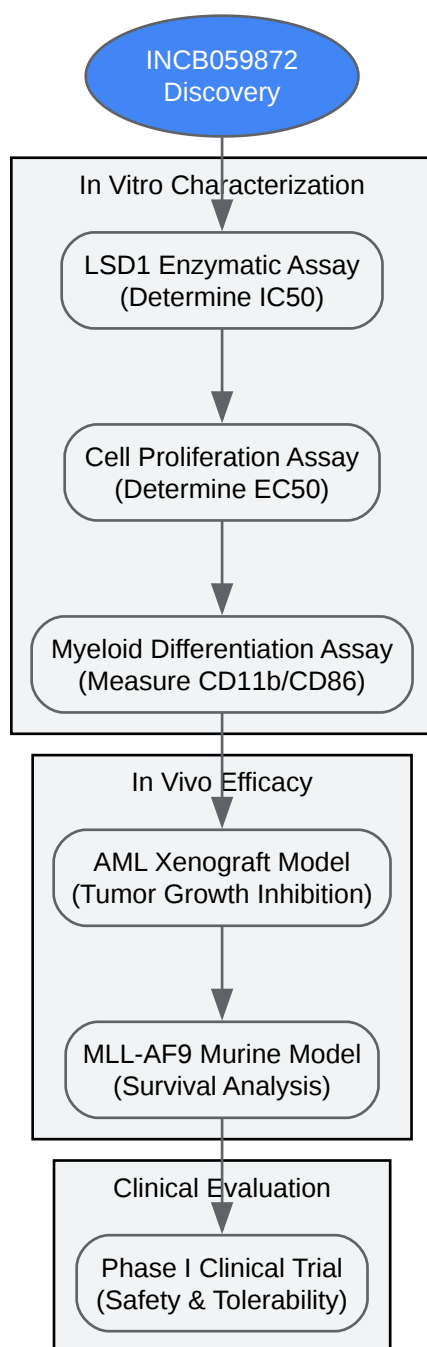 INCB059872
Discovery
In Vitro Characterization
LSD1 Enzymatic Assay
(Determine IC50)
Cell Proliferation Assay
(Determine EC50)
Myeloid Differentiation Assay
(Measure CD11b/CD86)
In Vivo Efficacy
AML Xenograft Model
(Tumor Growth Inhibition)
MLL-AF9 Murine Model
(Survival Analysis)
Clinical Evaluation
Phase I Clinical Trial
(Safety & Tolerability)